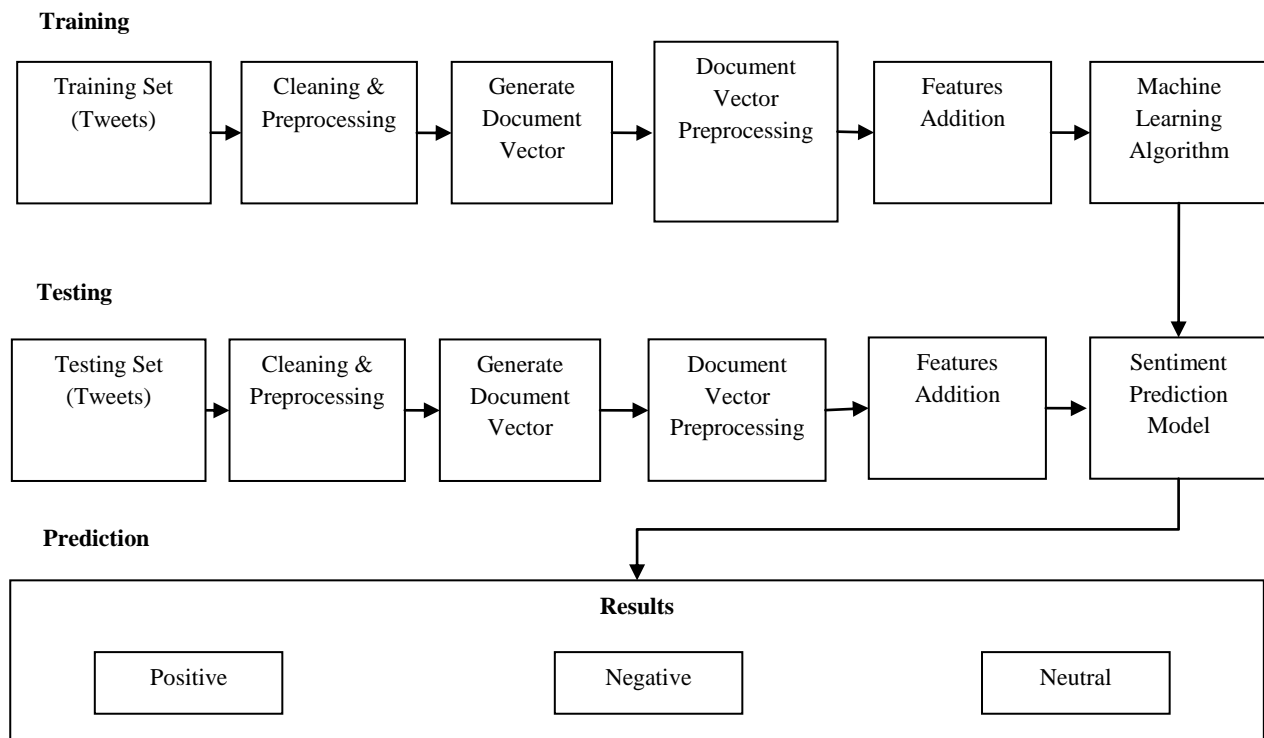 Training
Training Set
(Tweets)
Cleaning &
Preprocessing
Generate
Document
Vector
Document
Vector
Preprocessing
Features
Addition
Machine
Learning
Algorithm
Testing
Testing Set
(Tweets)
Cleaning &
Preprocessing
Generate
Document
Vector
Document
Vector
Preprocessing
Features
Addition
Sentiment
Prediction
Model
Prediction
Results
Positive
Negative
Neutral